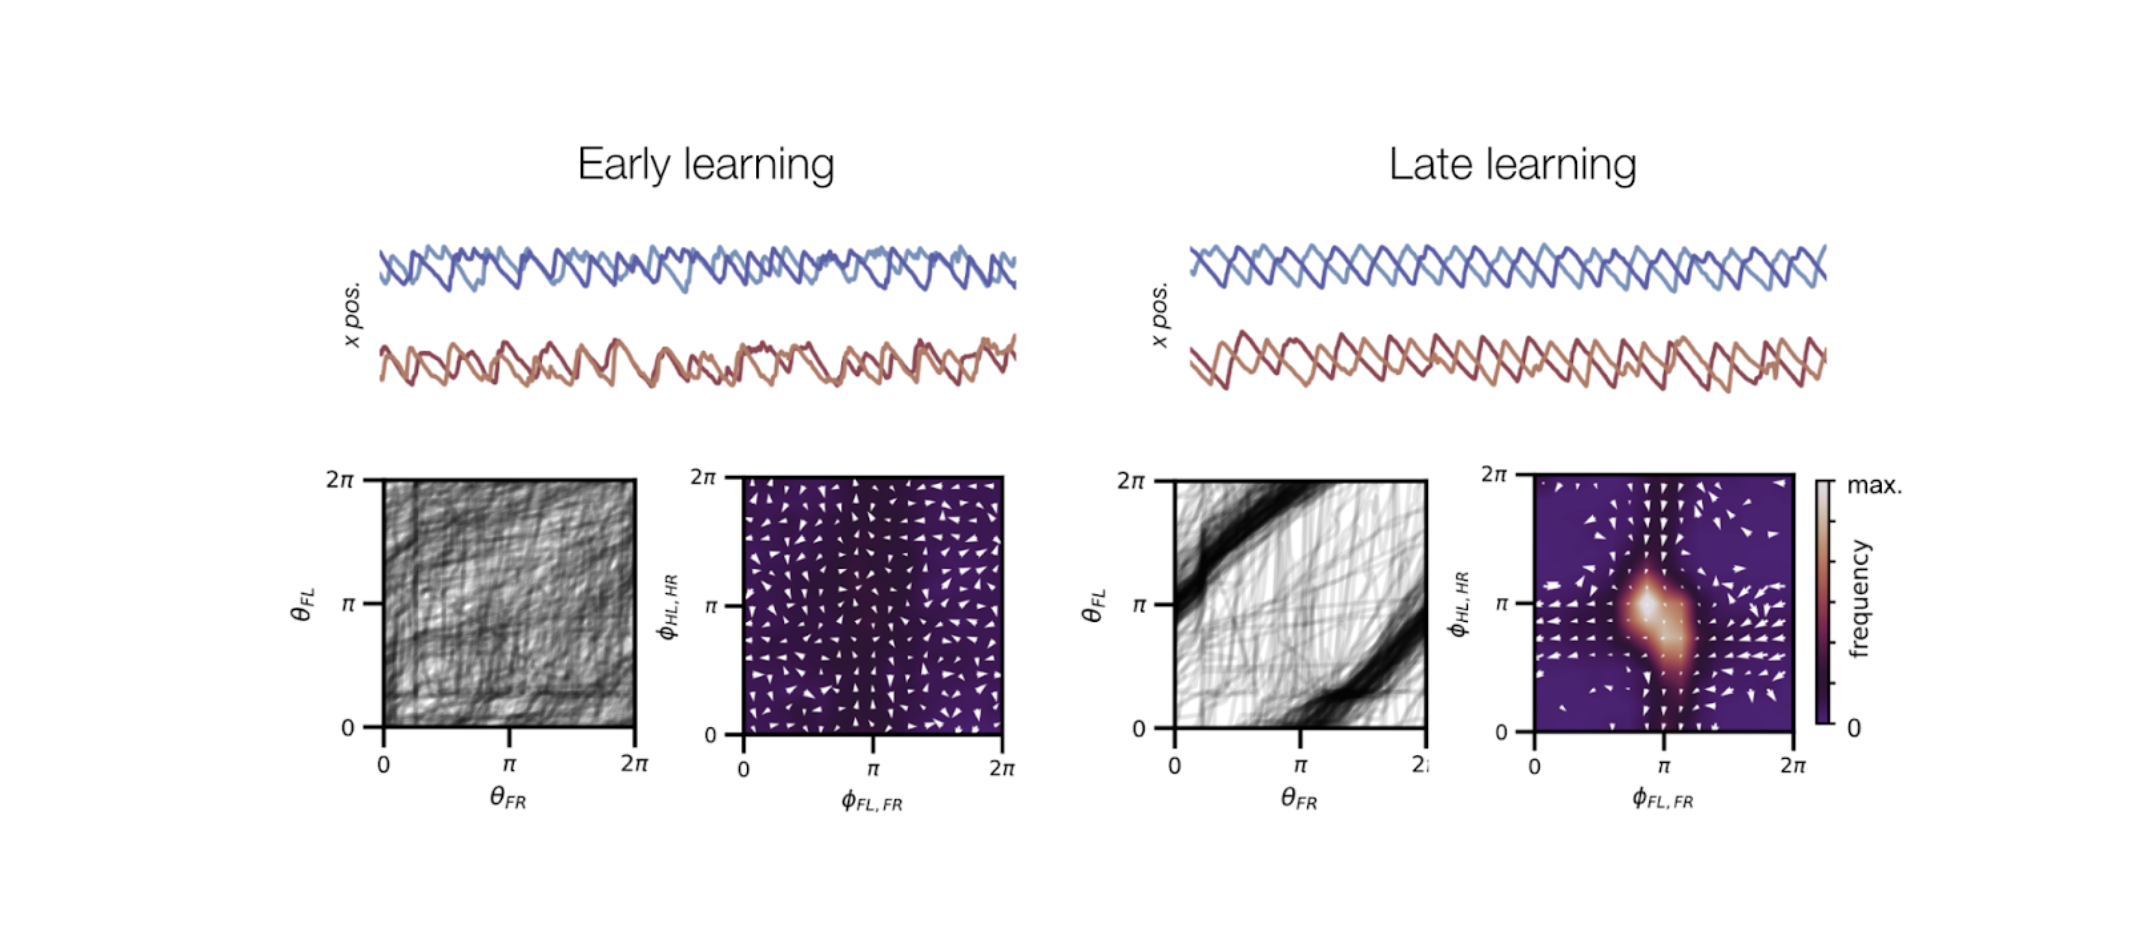 Early learning
Late learning
x pos.
x pos.
2π
π
0
θFL
0
π
2π
θFR
2π
π
0
ϕHL, HR
0
π
2π
ϕFL, FR
2π
π
0
θFL
0
π
2
θFR
2π
π
0
ϕHL, HR
0
π
2π
ϕFL, FR
max.
0
frequency